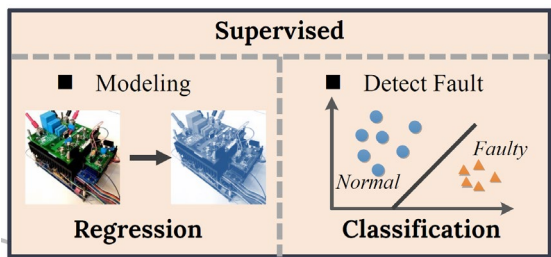 Supervised
■ Modeling
Regression
■ Detect Fault
Normal
Faulty
Classification